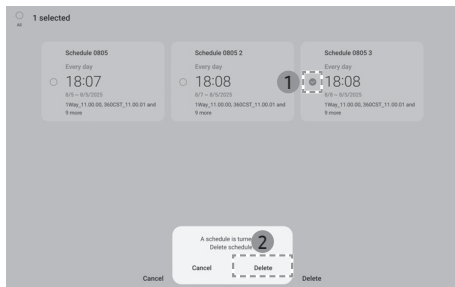 All
1 selected
Schedule 0805
Every day
18:07
8/5 ~ 8/5/2025
1Way_11.00.00, 360CST_11.00.01 and
9 more
Schedule 0805 2
Every day
18:08
8/7 ~ 8/5/2025
1Way_11.00.00, 360CST_11.00.01 and
9 more
1
Schedule 0805 3
Every day
18:08
8/6 ~ 8/5/2025
1Way_11.00.00, 360CST_11.00.01 and
9 more
A schedule is turne
2
Delete schedule
Cancel
Delete
Cancel
Delete